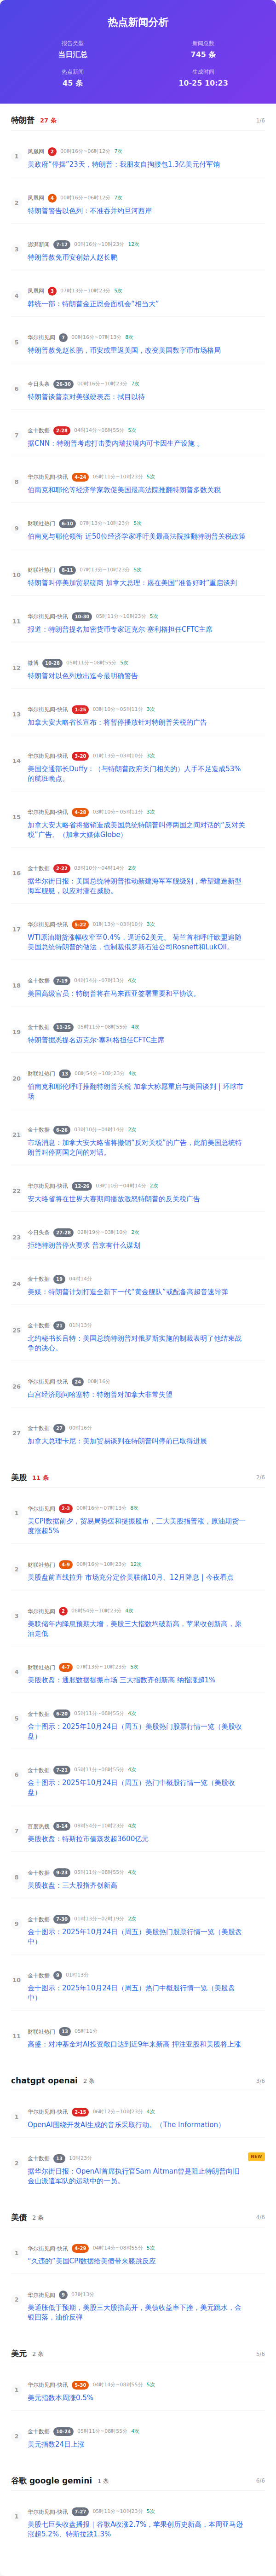 热点新闻分析
报告类型
当日汇总
新闻总数
745 条
热点新闻
45 条
生成时间
10-25 10:23
特朗普 27 条 1/6
1
凤凰网 2 00时16分~06时12分 7次
美政府“停摆”23天，特朗普：我朋友自掏腰包1.3亿美元付军饷
2
凤凰网 4 00时16分~06时12分 7次
特朗普警告以色列：不准吞并约旦河西岸
3
澎湃新闻 7-12 00时16分~10时23分 12次
特朗普赦免币安创始人赵长鹏
4
凤凰网 3 07时13分~10时23分 5次
韩统一部：特朗普金正恩会面机会“相当大”
5
华尔街见闻 7 00时16分~07时13分 8次
特朗普赦免赵长鹏，币安或重返美国，改变美国数字币市场格局
6
今日头条 26-30 00时16分~10时23分 7次
特朗普谈普京对美强硬表态：拭目以待
7
金十数据 2-28 04时14分~08时55分 5次
据CNN：特朗普考虑打击委内瑞拉境内可卡因生产设施 。
8
华尔街见闻-快讯 4-24 05时11分~10时23分 5次
伯南克和耶伦等经济学家敦促美国最高法院推翻特朗普多数关税
9
财联社热门 6-10 07时13分~10时23分 5次
伯南克与耶伦领衔 近50位经济学家呼吁美最高法院推翻特朗普关税政策
10
财联社热门 8-11 07时13分~10时23分 5次
特朗普叫停美加贸易磋商 加拿大总理：愿在美国“准备好时”重启谈判
11
华尔街见闻-快讯 10-30 05时11分~10时23分 5次
报道：特朗普提名加密货币专家迈克尔·塞利格担任CFTC主席
12
微博 10-28 05时11分~08时55分 5次
特朗普对以色列放出迄今最明确警告
13
华尔街见闻-快讯 1-25 02时10分~05时11分 3次
加拿大安大略省长宣布：将暂停播放针对特朗普关税的广告
14
华尔街见闻-快讯 3-20 01时13分~03时10分 3次
美国交通部长Duffy：（与特朗普政府关门相关的）人手不足造成53%
的航班晚点。
15
华尔街见闻-快讯 4-28 03时10分~05时11分 3次
加拿大安大略省将撤销造成美国总统特朗普叫停两国之间对话的“反对关
税”广告。（加拿大媒体Globe）
16
金十数据 2-23 03时10分~04时14分 2次
据华尔街日报：美国总统特朗普推动新建海军军舰级别，希望建造新型
海军舰艇，以应对潜在威胁。
17
华尔街见闻-快讯 5-22 01时13分~03时10分 3次
WTI原油期货涨幅收窄至0.4%，逼近62美元。 荷兰首相呼吁欧盟追随
美国总统特朗普的做法，也制裁俄罗斯石油公司Rosneft和LukOil。
18
金十数据 7-19 04时14分~07时13分 4次
美国高级官员：特朗普将在马来西亚签署重要和平协议。
19
金十数据 11-25 05时11分~08时55分 4次
特朗普据悉提名迈克尔·塞利格担任CFTC主席
20
财联社热门 13 08时54分~10时23分 4次
伯南克和耶伦呼吁推翻特朗普关税 加拿大称愿重启与美国谈判 | 环球市
场
21
金十数据 6-26 03时10分~04时14分 2次
市场消息：加拿大安大略省将撤销“反关税”的广告，此前美国总统特
朗普叫停两国之间的对话。
22
华尔街见闻-快讯 12-26 03时10分~04时14分 2次
安大略省将在世界大赛期间播放激怒特朗普的反关税广告
23
今日头条 27-28 02时19分~03时10分 2次
拒绝特朗普停火要求 普京有什么谋划
24
金十数据 19 04时14分
美媒：特朗普计划打造全新下一代“黄金舰队”或配备高超音速导弹
25
金十数据 21 01时13分
北约秘书长吕特：美国总统特朗普对俄罗斯实施的制裁表明了他结束战
争的决心。
26
华尔街见闻-快讯 24 00时16分
白宫经济顾问哈塞特：特朗普对加拿大非常失望
27
金十数据 27 00时16分
加拿大总理卡尼：美加贸易谈判在特朗普叫停前已取得进展
美股 11 条 2/6
1
华尔街见闻 2-3 00时16分~07时13分 8次
美CPI数据前夕，贸易局势缓和提振股市，三大美股指普涨，原油期货一
度涨超5%
2
财联社热门 4-9 00时16分~10时23分 12次
美股盘前直线拉升 市场充分定价美联储10月、12月降息 | 今夜看点
3
华尔街见闻 2 08时54分~10时23分 4次
美联储年内降息预期大增，美股三大指数均破新高，苹果收创新高，原
油走低
4
财联社热门 4-7 07时13分~10时23分 5次
美股收盘：通胀数据提振市场 三大指数齐创新高 纳指涨超1%
5
金十数据 6-20 05时11分~08时55分 4次
金十图示：2025年10月24日（周五）美股热门股票行情一览（美股收
盘）
6
金十数据 7-21 05时11分~08时55分 4次
金十图示：2025年10月24日（周五）热门中概股行情一览（美股收
盘）
7
百度热搜 8-14 08时54分~10时23分 4次
美股收盘：特斯拉市值蒸发超3600亿元
8
金十数据 9-23 05时11分~08时55分 4次
美股收盘：三大股指齐创新高
9
金十数据 7-30 01时13分~02时19分 2次
金十图示：2025年10月24日（周五）美股热门股票行情一览（美股盘
中）
10
金十数据 9 01时13分
金十图示：2025年10月24日（周五）热门中概股行情一览（美股盘
中）
11
财联社热门 13 05时11分
高盛：对冲基金对AI投资敞口达到近9年来新高 押注亚股和美股将上涨
chatgpt openai 2 条 3/6
1
华尔街见闻-快讯 2-15 06时12分~10时23分 4次
OpenAI围绕开发AI生成的音乐采取行动。（The Information）
2
金十数据 13 10时23分 NEW
据华尔街日报：OpenAI首席执行官Sam Altman曾是阻止特朗普向旧
金山派遣军队的运动中的一员。
美债 2 条 4/6
1
华尔街见闻-快讯 4-29 04时14分~08时55分 5次
“久违的”美国CPI数据给美债带来膝跳反应
2
华尔街见闻 9 07时13分
美通胀低于预期，美股三大股指高开，美债收益率下挫，美元跳水，金
银回落，油价反弹
美元 2 条 5/6
1
华尔街见闻-快讯 5-30 04时14分~08时55分 5次
美元指数本周涨0.5%
2
金十数据 10-24 05时11分~08时55分 4次
美元指数24日上涨
谷歌 google gemini 1 条 6/6
1
华尔街见闻-快讯 7-27 05时11分~10时23分 5次
美股七巨头收盘播报｜谷歌A收涨2.7%，苹果创历史新高，本周亚马逊
涨超5.2%、特斯拉跌1.3%